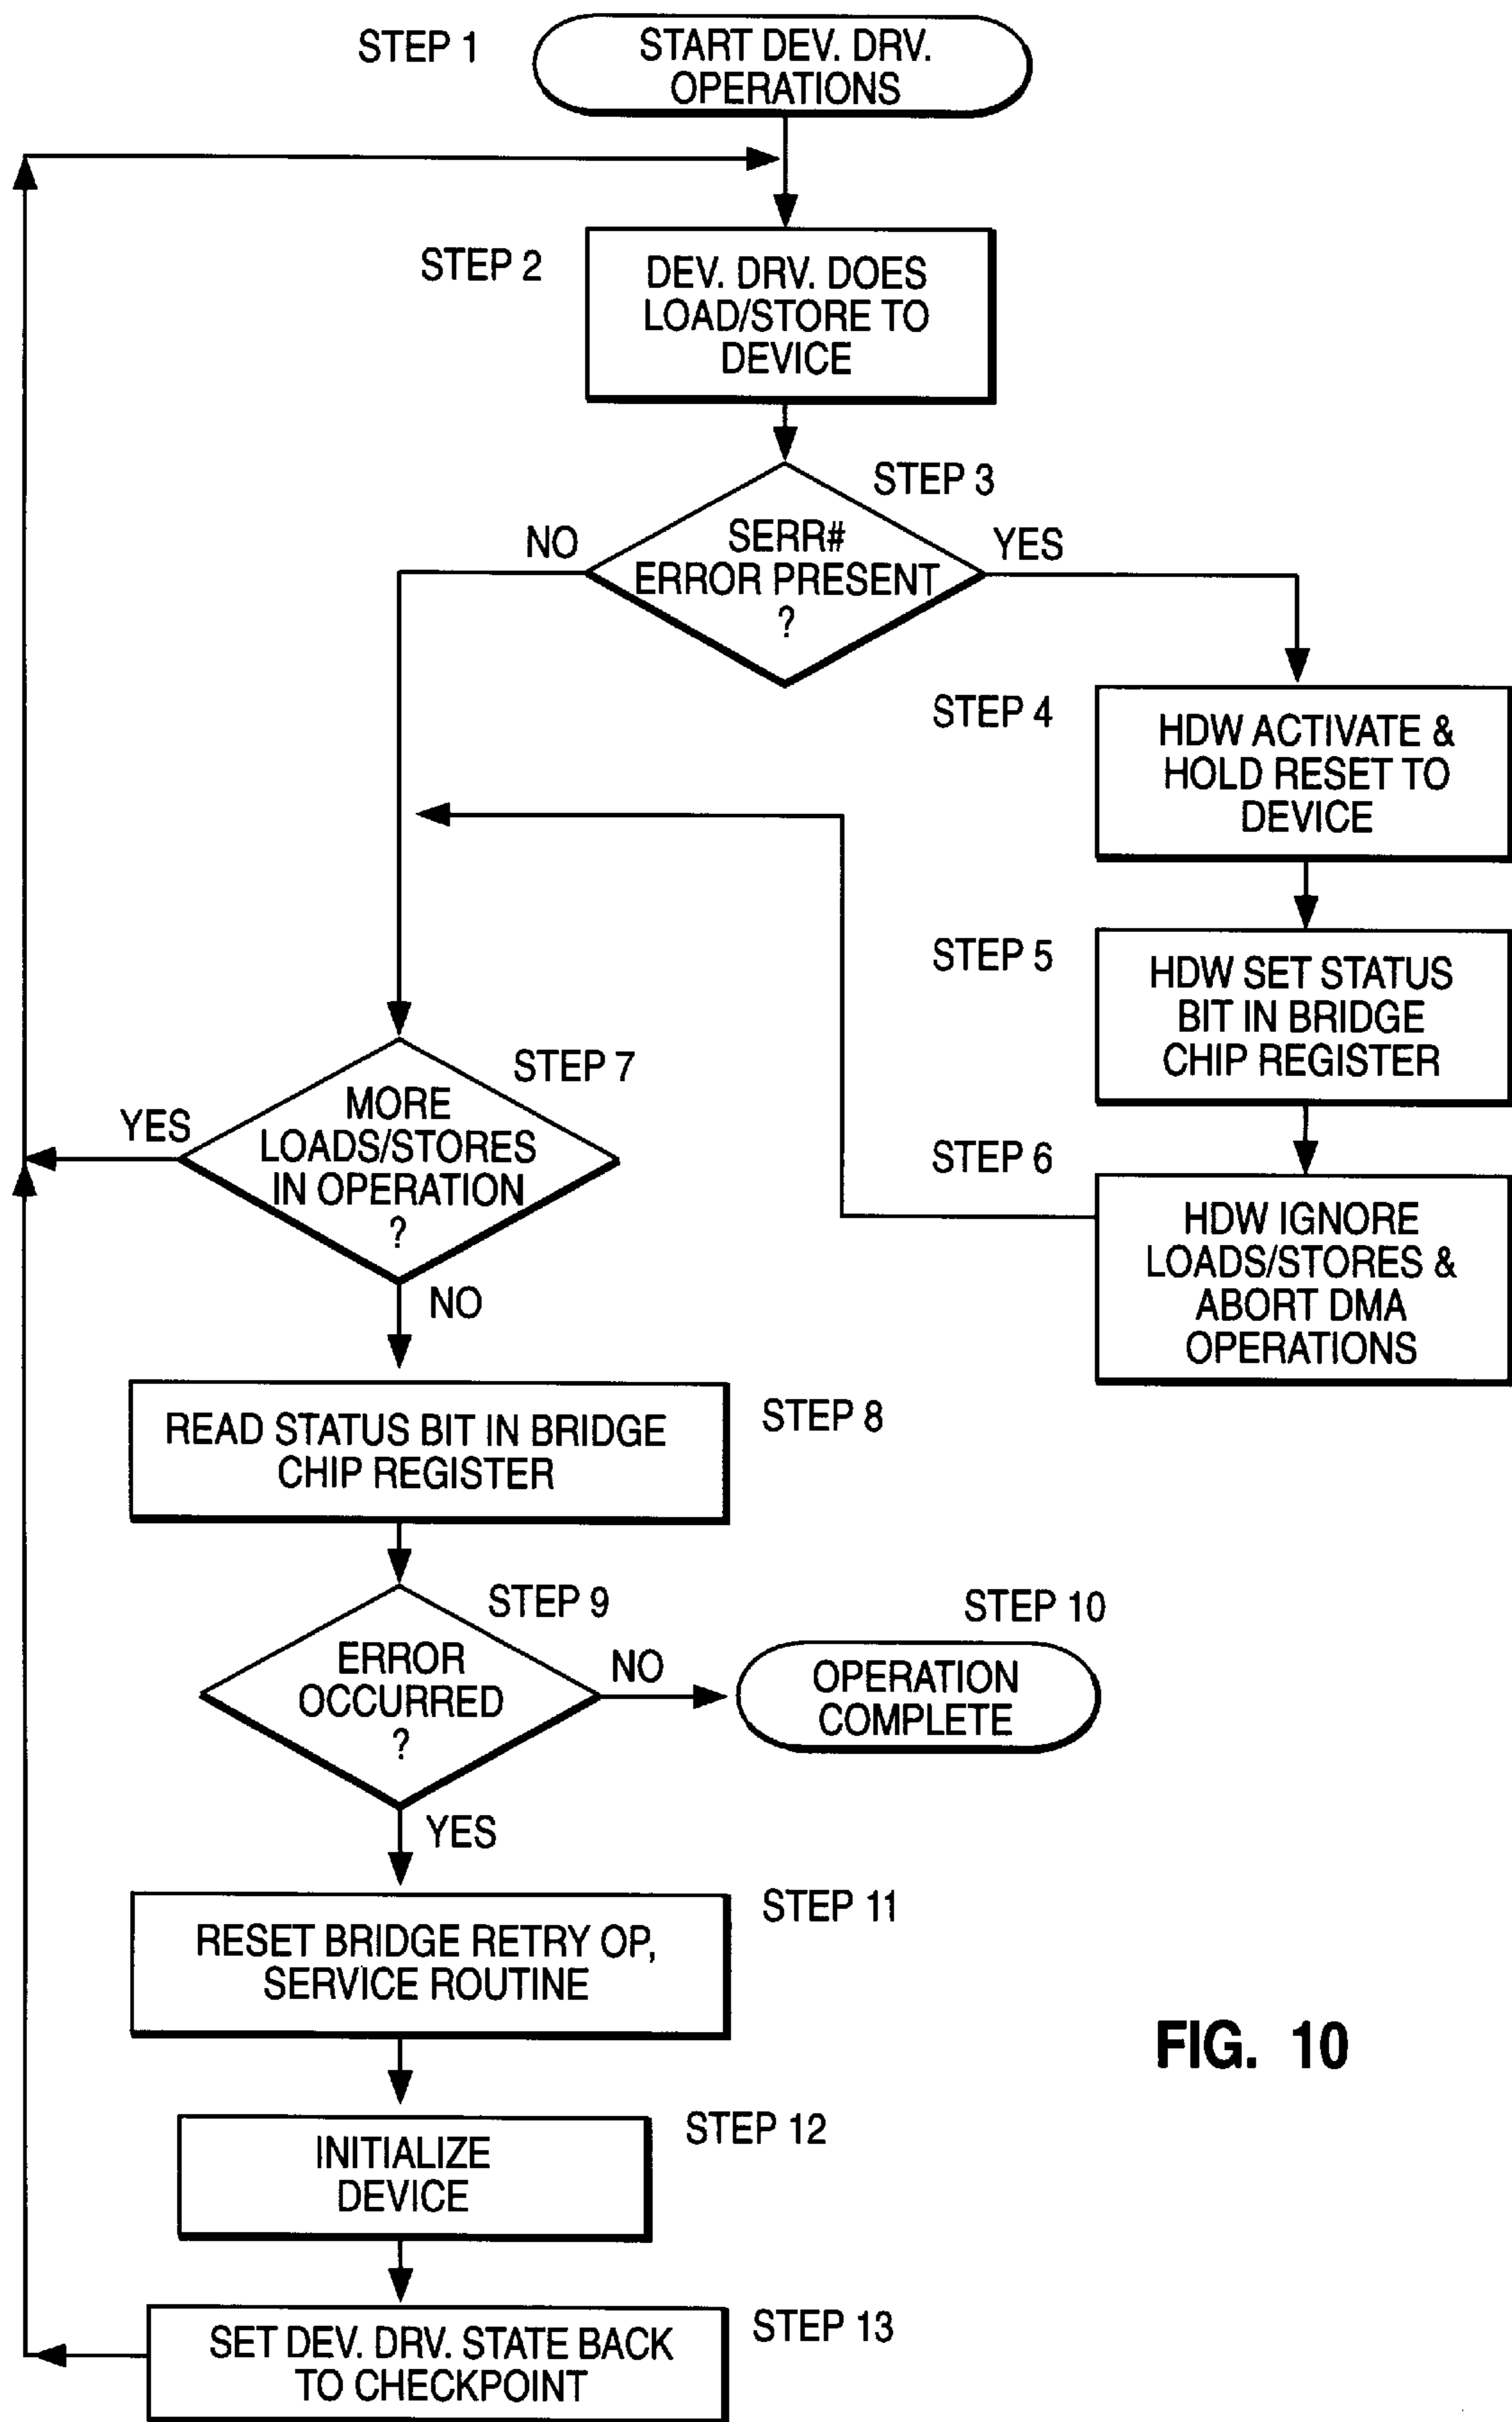 STEP 1
START DEV. DRV.
OPERATIONS
STEP 2
DEV. DRV. DOES
LOAD/STORE TO
DEVICE
STEP 3
NO
SERR#
ERROR PRESENT
?
YES
STEP 4
HDW ACTIVATE &
HOLD RESET TO
DEVICE
STEP 5
HDW SET STATUS
BIT IN BRIDGE
CHIP REGISTER
STEP 6
HDW IGNORE
LOADS/STORES &
ABORT DMA
OPERATIONS
STEP 7
YES
MORE
LOADS/STORES
IN OPERATION
?
NO
STEP 8
READ STATUS BIT IN BRIDGE
CHIP REGISTER
STEP 9
ERROR
OCCURRED
?
NO
STEP 10
OPERATION
COMPLETE
YES
STEP 11
RESET BRIDGE RETRY OP,
SERVICE ROUTINE
STEP 12
INITIALIZE
DEVICE
STEP 13
SET DEV. DRV. STATE BACK
TO CHECKPOINT
FIG. 10